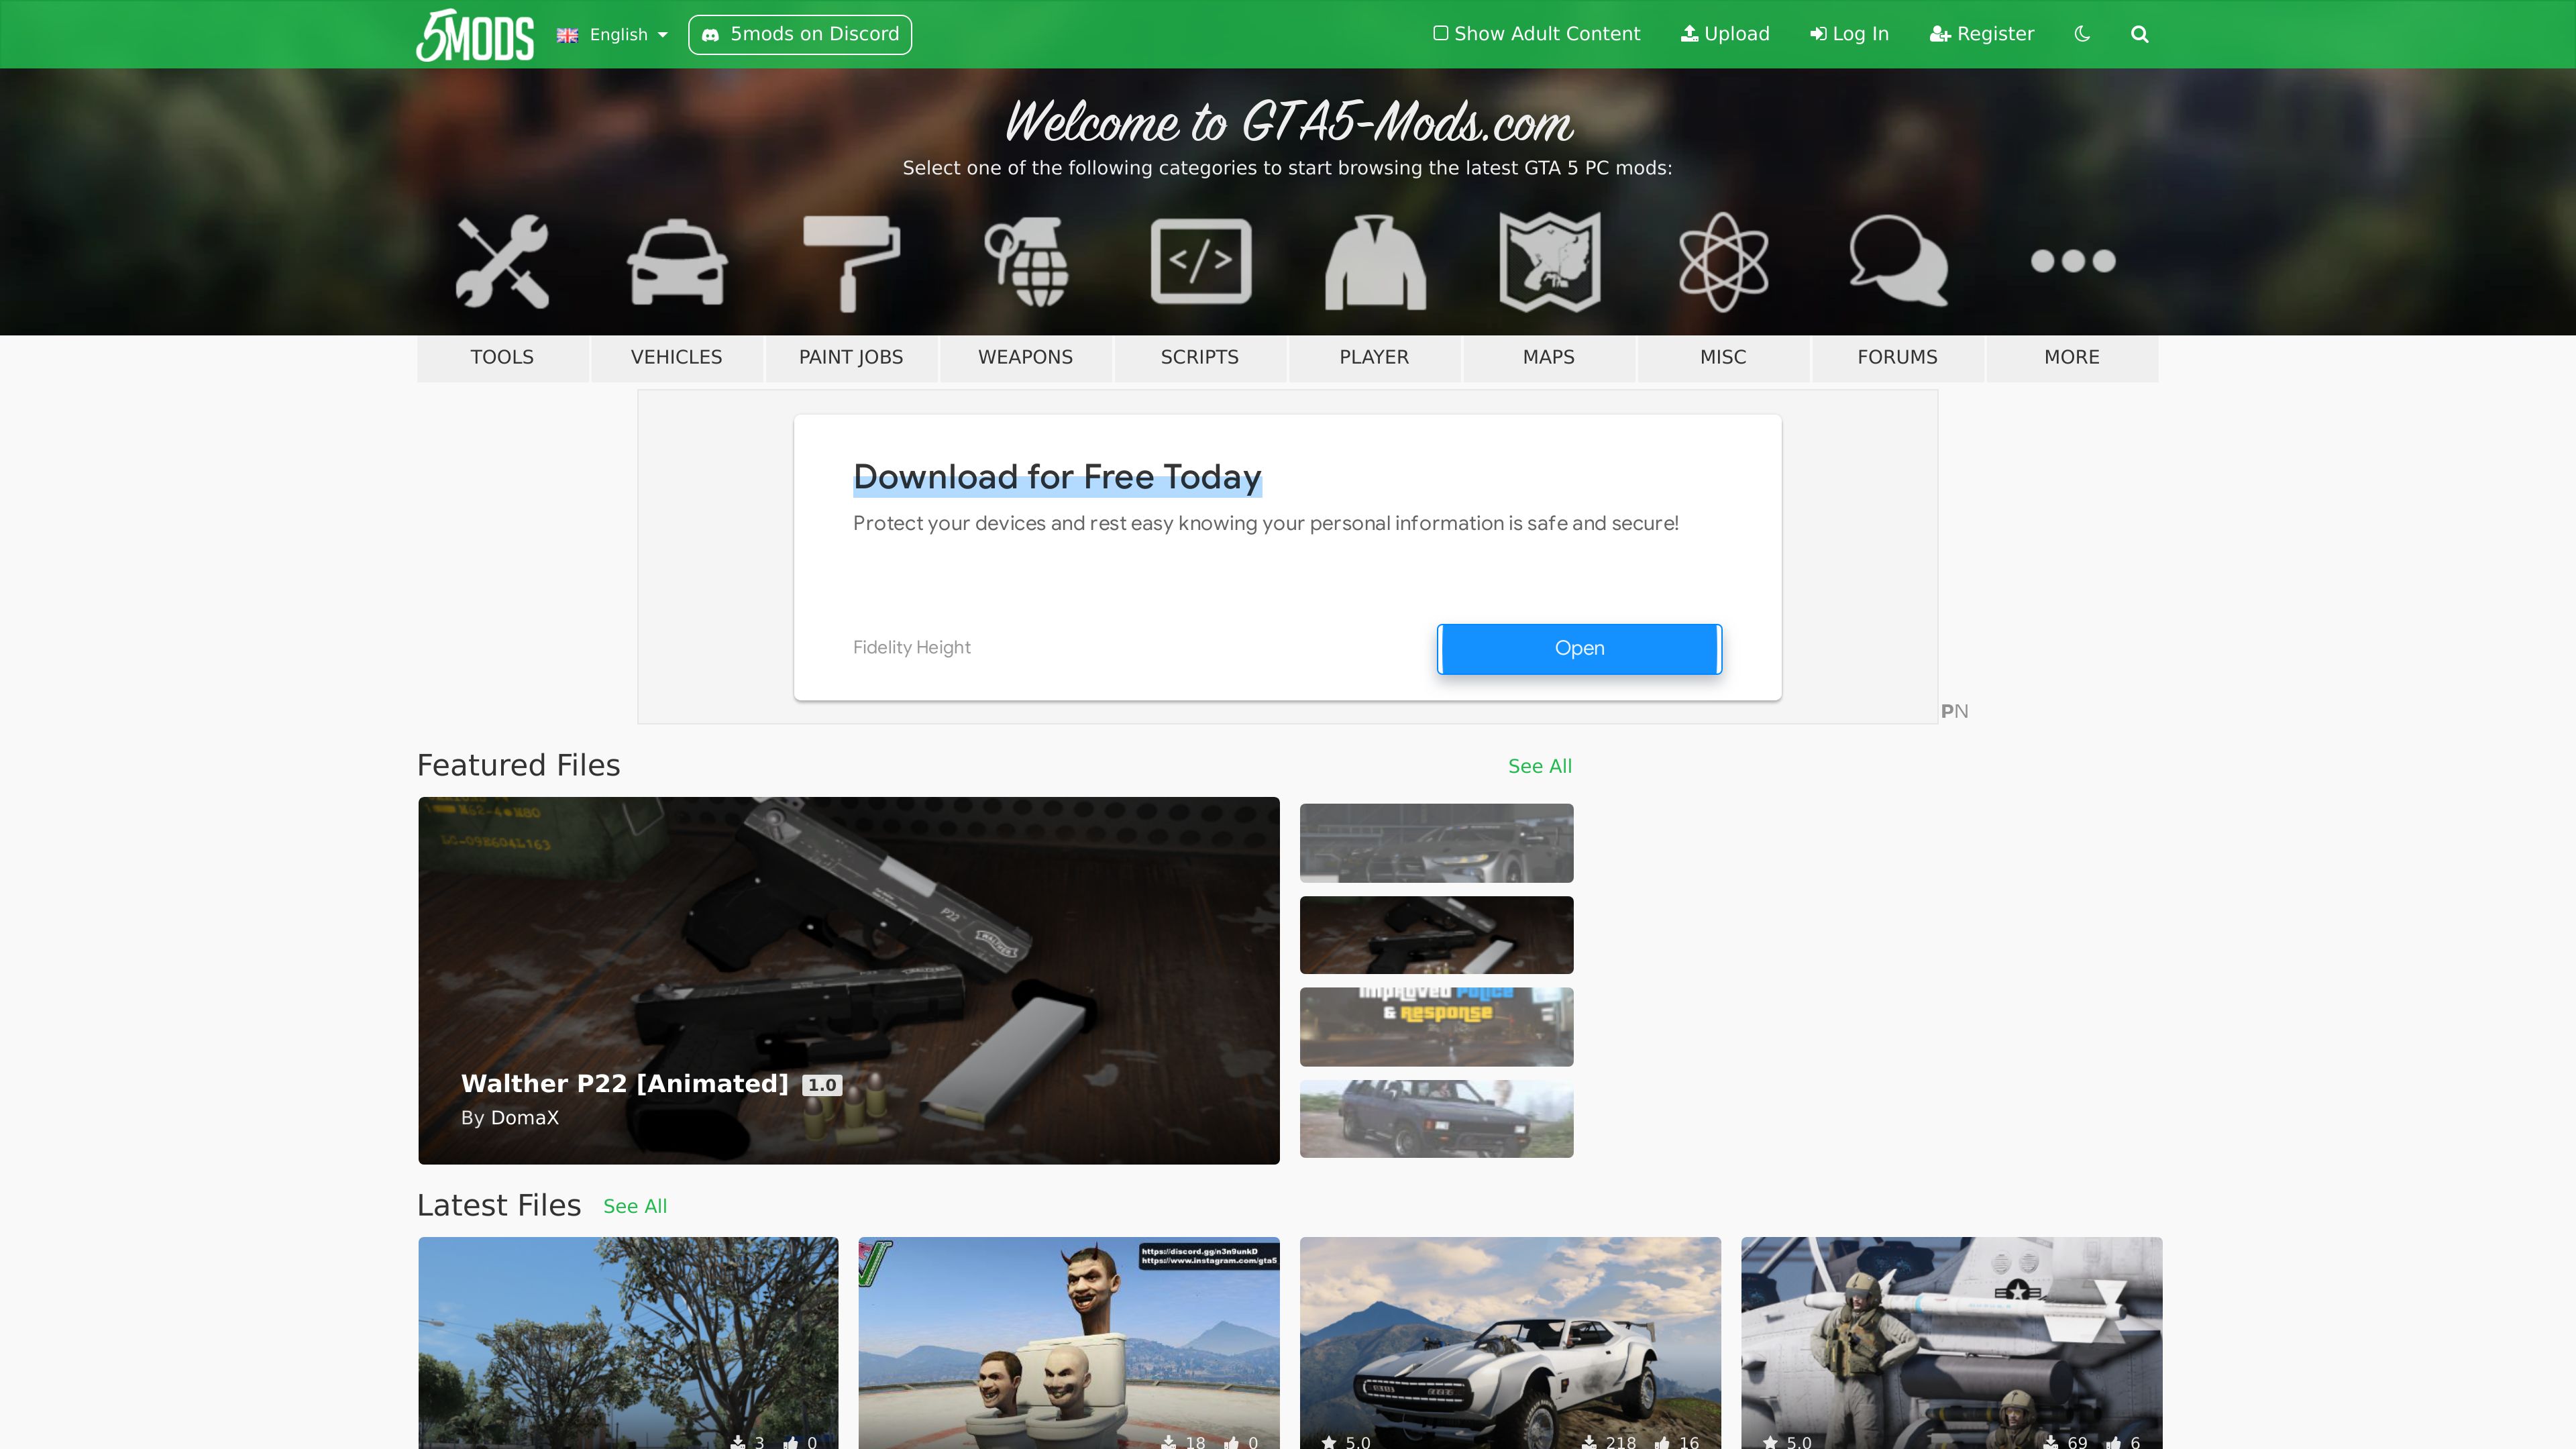 5MODS
English
5mods on Discord
Show Adult Content
Upload
Log In
Register
Welcome to GTA5-Mods.com
Select one of the following categories to start browsing the latest GTA 5 PC mods:
TOOLS
VEHICLES
PAINT JOBS
WEAPONS
SCRIPTS
PLAYER
MAPS
MISC
FORUMS
MORE
Download for Free Today
Protect your devices and rest easy knowing your personal information is safe and secure!
Fidelity Height
Open
PN
Featured Files
See All
P22
WALTHER
Walther P22 [Animated] 1.0
By DomaX
Improved Police
& Response
Latest Files
See All
https://discord.gg/n3n9unkD
https://www.instagram.com/gta5
3 0
18 0
5.0 218 16
5.0 69 6